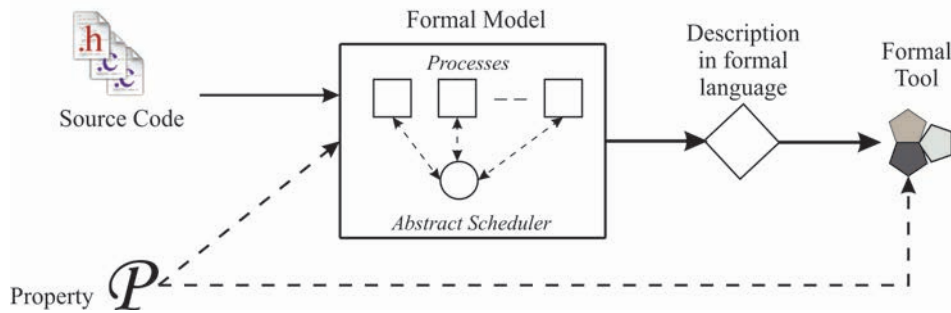 .h
.c
.c
Source Code
Formal Model
Processes
Abstract Scheduler
Description
in formal
language
Formal
Tool
Property P